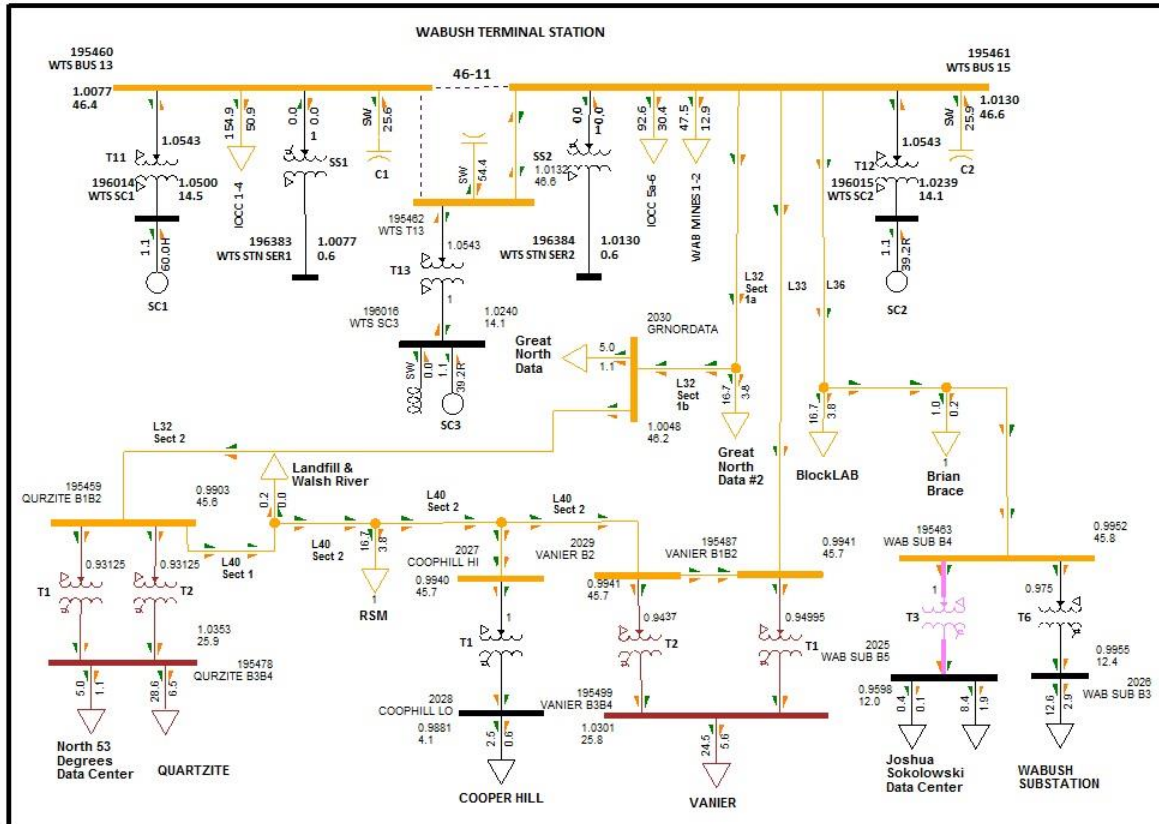 WABUSH TERMINAL STATION
195460
WTS BUS 13
46-11
195461
WTS BUS 15
1.0077
46.4
1.0130
46.6
1.0543
T11
196014
WTS SC1
1.0500
14.5
1.1
60.0H
SC1
154.9
50.9
IOCC 1-4
0.0
0.0
1
SS1
196383
WTS STN SER1
1.0077
0.6
SW
25.6
C1
SW
54.4
195462
WTS T13
1.0132
46.6
1.0543
T13
1
196016
WTS SC3
1.0240
14.1
SW
0.0
1.1
39.2R
SC3
0.0
0.0
1
SS2
196384
WTS STN SER2
1.0130
0.6
92.6
30.4
IOCC 5a-6
47.5
12.9
WAB MINES 1-2
L32
Sect
1a
L33
L36
1.0543
T12
196015
WTS SC2
1.0239
14.1
1.1
39.2R
SC2
SW
25.9
C2
2030
GRNORDATA
Great
North
Data
5.0
1.1
L32
Sect
1b
1.0048
46.2
16.7
3.8
Great
North
Data #2
16.7
3.8
BlockLAB
1.0
0.2
1
Brian
Brace
L32
Sect 2
195459
QURZITE B1B2
0.9903
45.6
Landfill &
Walsh River
0.2
0.0
L40
Sect 1
L40
Sect 2
16.7
3.8
1
RSM
L40
Sect 2
L40
Sect 2
0.93125
0.93125
T1
T2
1.0353
25.9
195478
QURZITE B3B4
5.0
1.1
28.6
6.5
North 53
Degrees
Data Center
QUARTZITE
2027
COOPHILL HI
0.9940
45.7
1
T1
2028
COOPHILL LO
0.9881
4.1
2.5
0.6
COOPER HILL
2029
VANIER B2
0.9941
45.7
195487
VANIER B1B2
0.9941
45.7
0.9437
T2
0.94995
T1
195499
VANIER B3B4
1.0301
25.8
24.5
5.6
VANIER
195463
WAB SUB B4
0.9952
45.8
1
T3
0.975
T6
2025
WAB SUB B5
0.9598
12.0
0.4
0.1
8.4
1.9
Joshua
Sokolowski
Data Center
0.9955
12.4
2026
WAB SUB B3
12.6
2.9
WABUSH
SUBSTATION